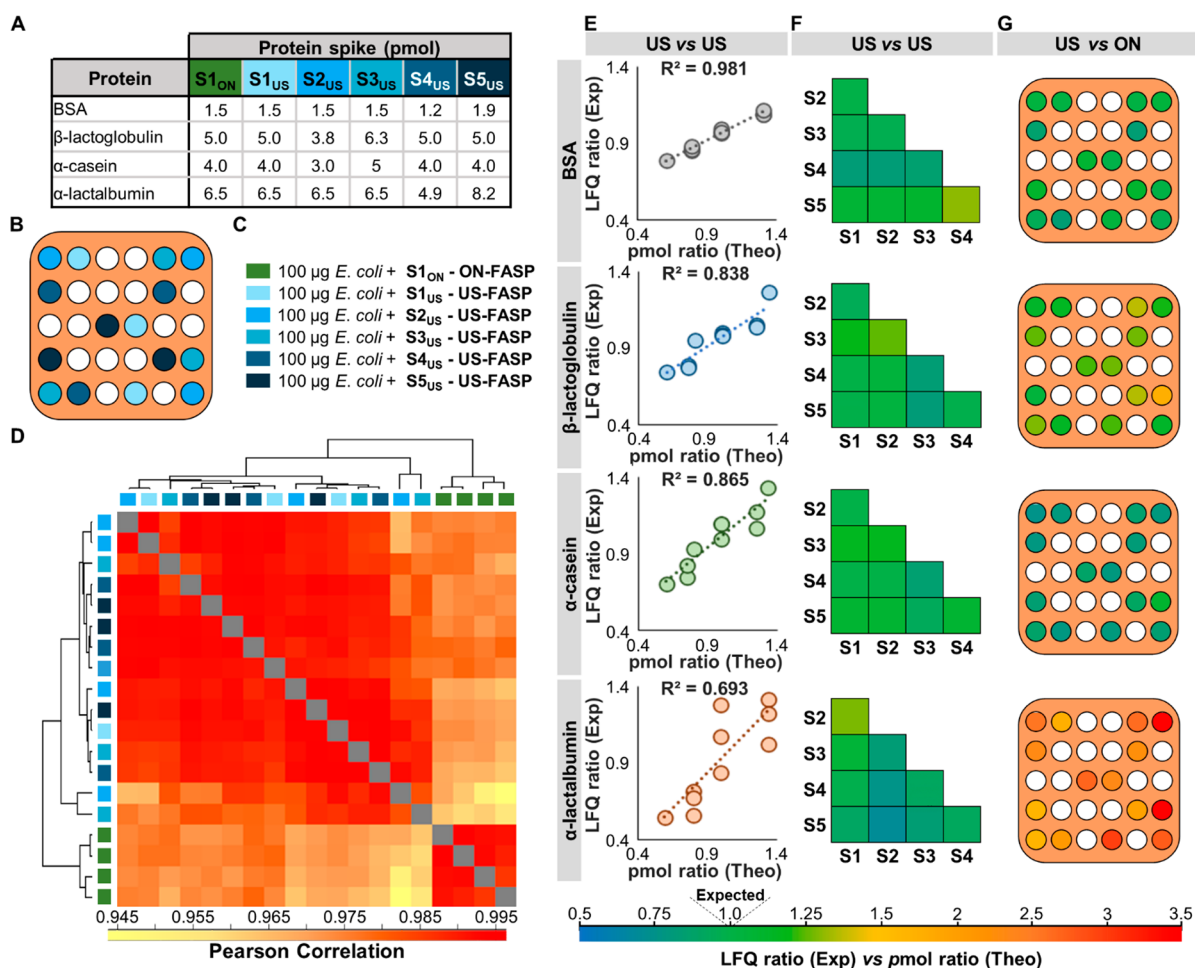 A
Protein spike (pmol)
Protein S1ON S1US S2US S3US S4US S5US
BSA 1.5 1.5 1.5 1.5 1.2 1.9
β-lactoglobulin 5.0 5.0 3.8 6.3 5.0 5.0
α-casein 4.0 4.0 3.0 5 4.0 4.0
α-lactalbumin 6.5 6.5 6.5 6.5 4.9 8.2
B
C
100 µg E. coli + S1ON - ON-FASP
100 µg E. coli + S1US - US-FASP
100 µg E. coli + S2US - US-FASP
100 µg E. coli + S3US - US-FASP
100 µg E. coli + S4US - US-FASP
100 µg E. coli + S5US - US-FASP
D
0.945 0.955 0.965 0.975 0.985 0.995
Pearson Correlation
E
US vs US
BSA
R² = 0.981
LFQ ratio (Exp)
1.4
0.9
0.4
0.4 0.9 1.4
pmol ratio (Theo)
β-lactoglobulin
R² = 0.838
LFQ ratio (Exp)
1.4
0.9
0.4
0.4 0.9 1.4
pmol ratio (Theo)
α-casein
R² = 0.865
LFQ ratio (Exp)
1.4
0.9
0.4
0.4 0.9 1.4
pmol ratio (Theo)
α-lactalbumin
R² = 0.693
LFQ ratio (Exp)
1.4
0.9
0.4
0.4 0.9 1.4
pmol ratio (Theo)
F
US vs US
S2
S3
S4
S5
S1 S2 S3 S4
S2
S3
S4
S5
S1 S2 S3 S4
S2
S3
S4
S5
S1 S2 S3 S4
S2
S3
S4
S5
S1 S2 S3 S4
G
US vs ON
Expected
0.5 0.75 1.0 1.25 1.5 2 2.5 3 3.5
LFQ ratio (Exp) vs pmol ratio (Theo)